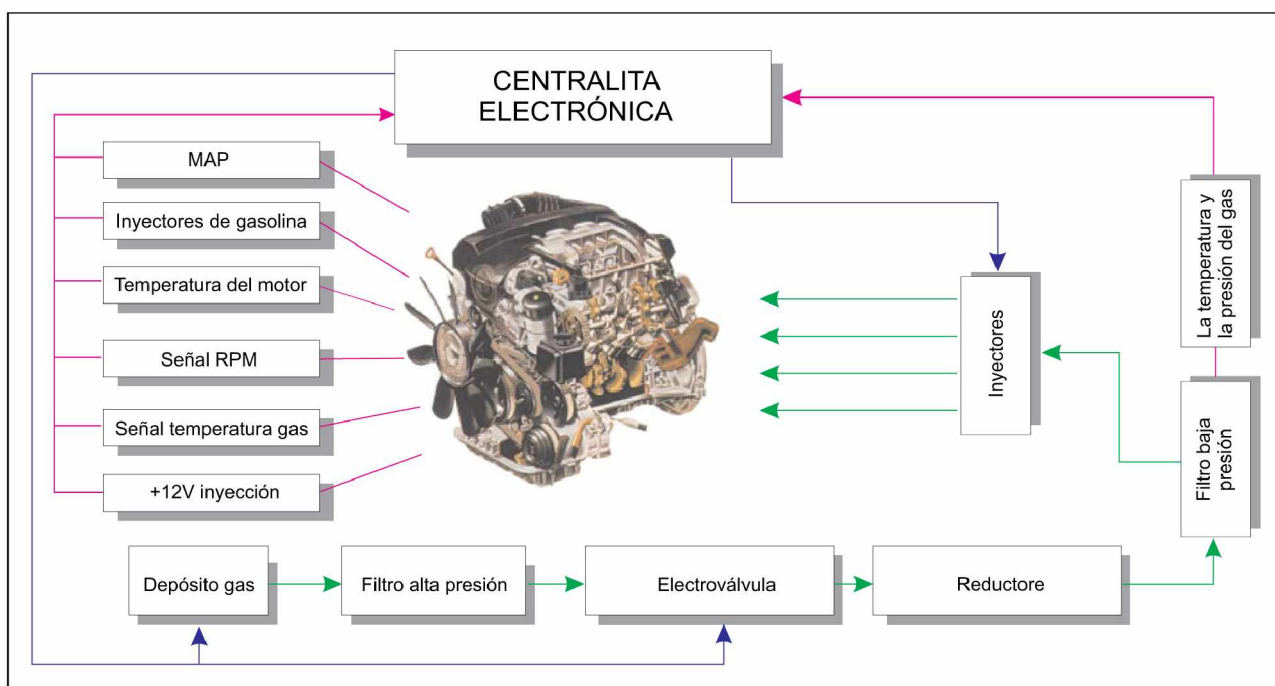 CENTRALITA
ELECTRÓNICA
MAP
Inyectores de gasolina
Temperatura del motor
Señal RPM
Señal temperatura gas
+12V inyección
Inyectores
La temperatura y
la presión del gas
Filtro baja
presión
Depósito gas
Filtro alta presión
Electroválvula
Reductore